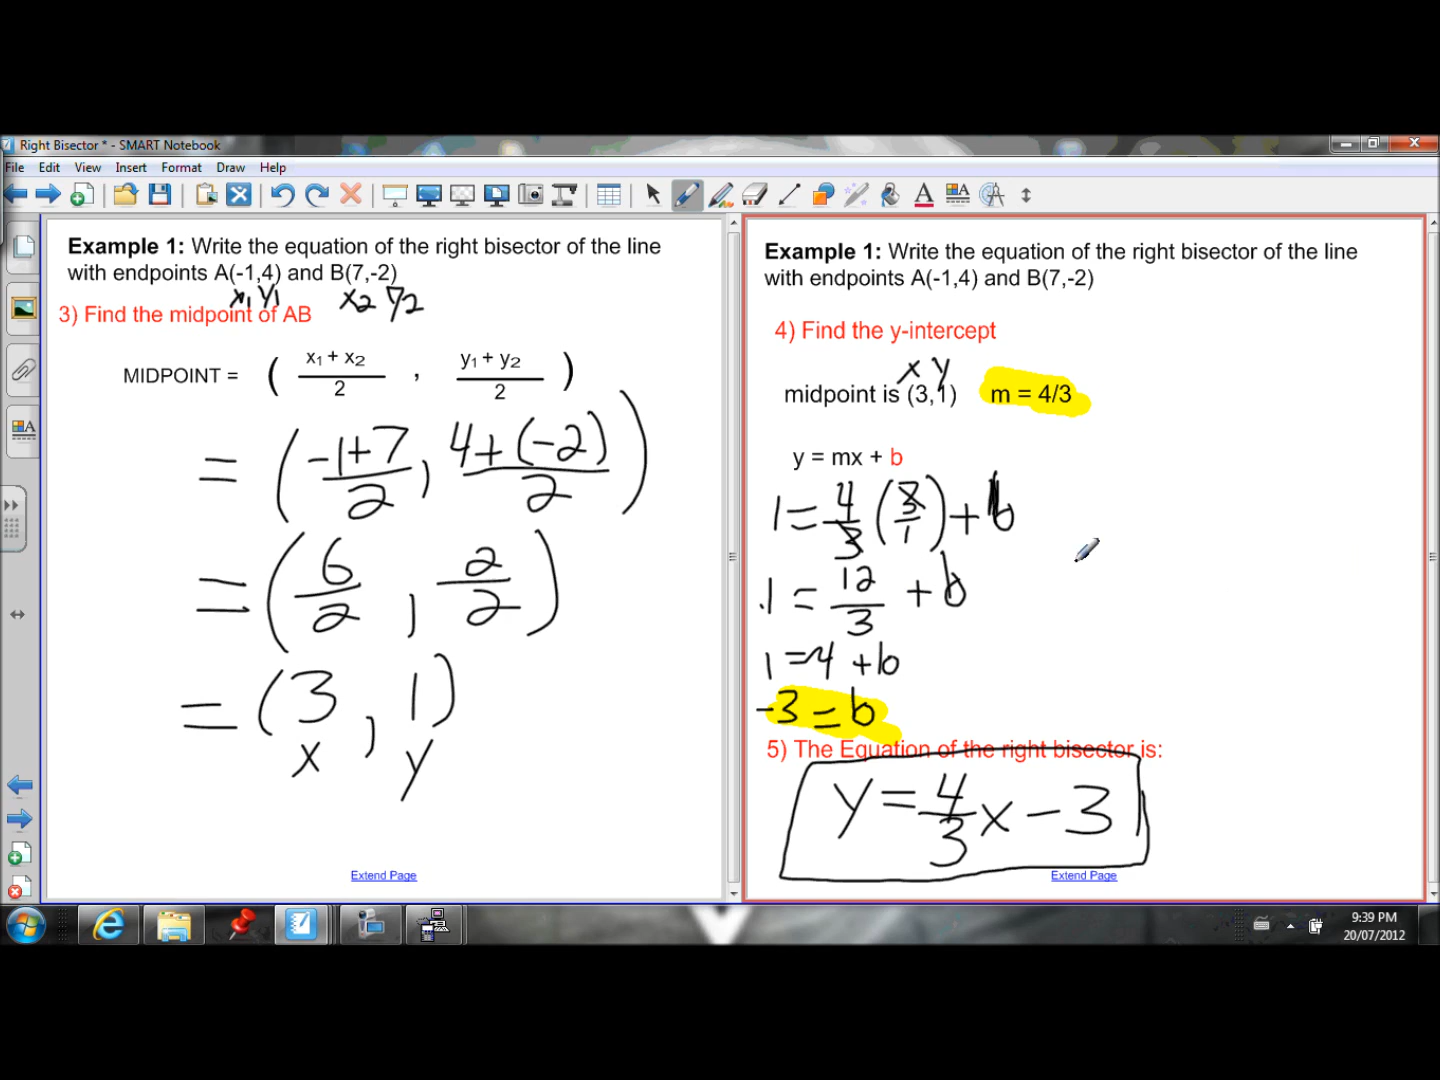 Right Bisector * - SMART Notebook
File Edit View Insert Format Draw Help
Example 1: Write the equation of the right bisector of the line
with endpoints A(-1,4) and B(7,-2)
x1 y1 x2 y2
3) Find the midpoint of AB
MIDPOINT = ( x1 + x2 / 2 , y1 + y2 / 2 )
= ( -1+7 / 2 , 4+(-2) / 2 )
= ( 6 / 2 , 2 / 2 )
= (3, 1)
x y
Extend Page
Example 1: Write the equation of the right bisector of the line
with endpoints A(-1,4) and B(7,-2)
4) Find the y-intercept
x y
midpoint is (3,1) m = 4/3
y = mx + b
1 = 4/3 (3/1) + b
1 = 12/3 + b
1 = 4 + b
-3 = b
5) The Equation of the right bisector is:
y = 4/3 x - 3
Extend Page
9:39 PM
20/07/2012